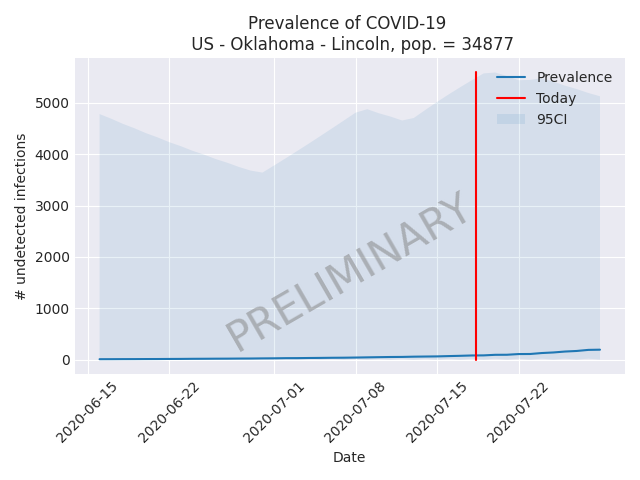 Prevalence of COVID-19
US - Oklahoma - Lincoln, pop. = 34877
Prevalence
Today
95CI
5000
4000
3000
2000
1000
0
# undetected infections
PRELIMINARY
2020-06-15
2020-06-22
2020-07-01
2020-07-08
2020-07-15
2020-07-22
Date